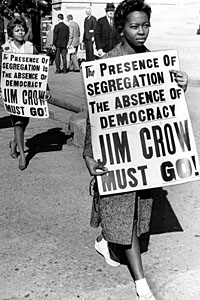 The Presence Of
Segregation Is
The Absence Of
Democracy
Jim Crow
Must Go!
The Presence Of
Segregation Is
The Absence of
Democracy
JIM CROW
MUST GO!